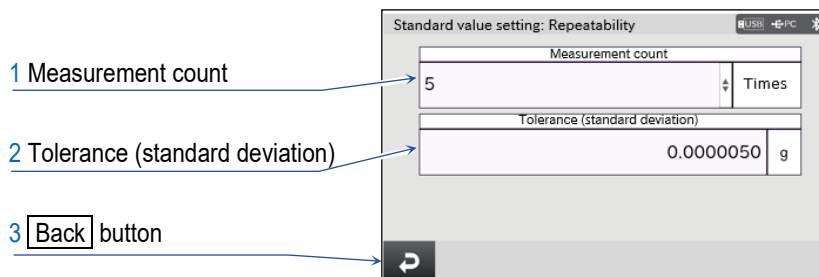 Standard value setting: Repeatability
USB PC
1 Measurement count
Measurement count
5 Times
2 Tolerance (standard deviation)
Tolerance (standard deviation)
0.0000050 g
3 Back button